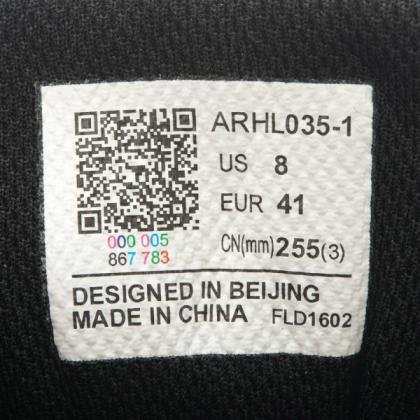 ARHL035-1
US 8
EUR 41
CN(mm)255(3)
000 005
867 783
DESIGNED IN BEIJING
MADE IN CHINA FLD1602